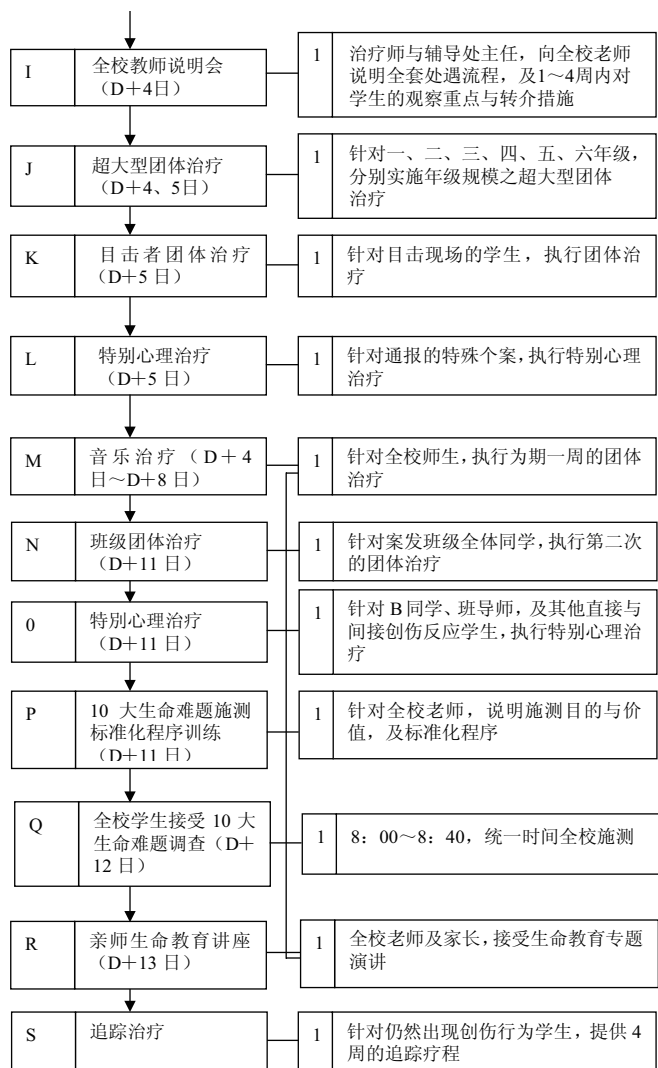 I
全校教师说明会
（D＋4日）
1
治疗师与辅导处主任，向全校老师
说明全套处遇流程，及1～4周内对
学生的观察重点与转介措施
J
超大型团体治疗
（D＋4、5日）
1
针对一、二、三、四、五、六年级，
分别实施年级规模之超大型团体
治疗
K
目击者团体治疗
（D＋5 日）
1
针对目击现场的学生，执行团体治
疗
L
特别心理治疗
（D＋5 日）
1
针对通报的特殊个案，执行特别心理
治疗
M
音乐治疗（D＋4
日～D＋8 日）
1
针对全校师生，执行为期一周的团体
治疗
N
班级团体治疗
（D＋11 日）
1
针对案发班级全体同学，执行第二次
的团体治疗
0
特别心理治疗
（D＋11 日）
1
针对 B 同学、班导师，及其他直接与
间接创伤反应学生，执行特别心理治
疗
P
10 大生命难题施测
标准化程序训练
（D＋11 日）
1
针对全校老师，说明施测目的与价
值，及标准化程序
Q
全校学生接受 10 大
生命难题调查（D＋
12 日）
1
8：00～8：40，统一时间全校施测
R
亲师生命教育讲座
（D＋13 日）
1
全校老师及家长，接受生命教育专题
演讲
S
追踪治疗
1
针对仍然出现创伤行为学生，提供 4
周的追踪疗程